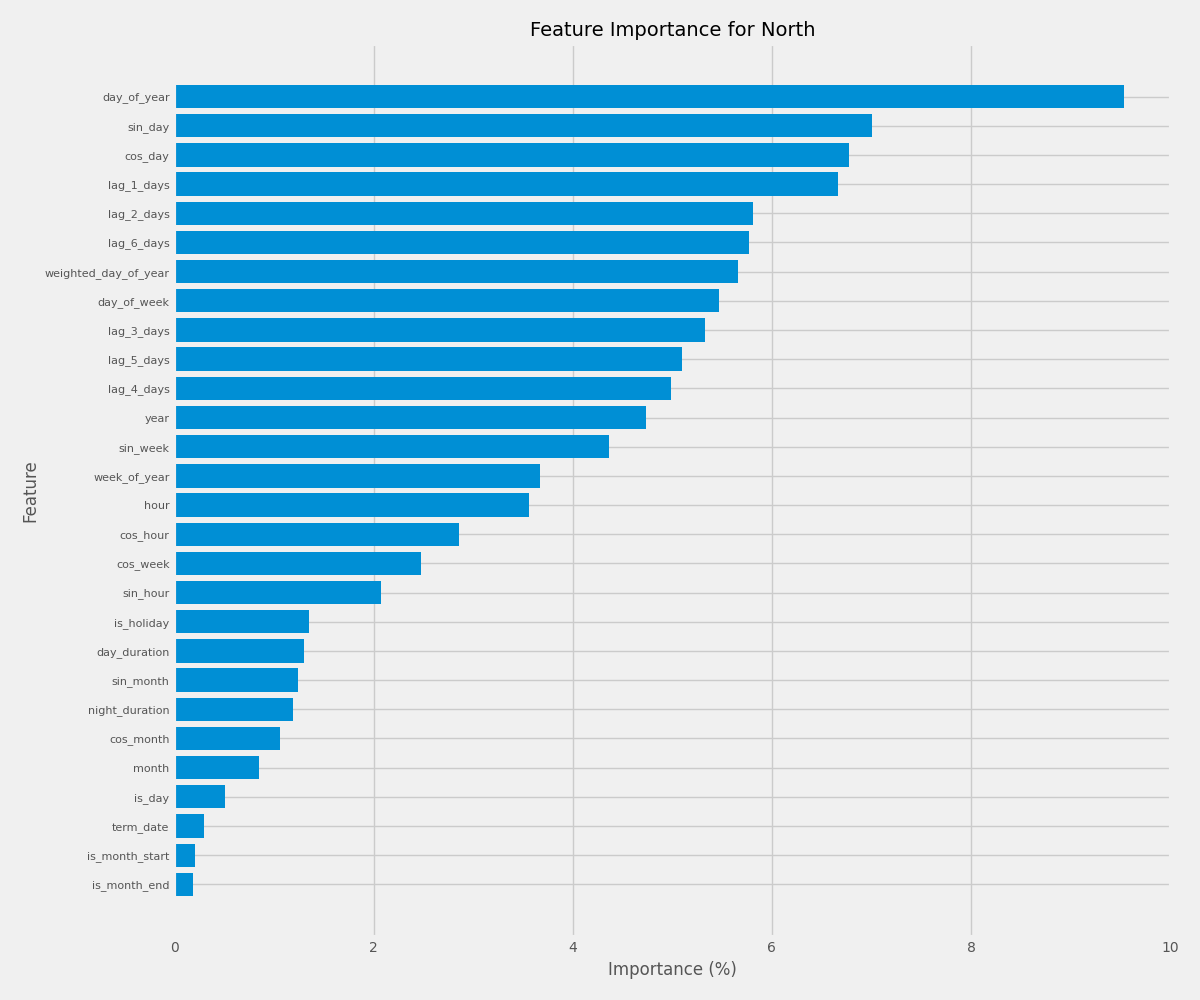 Feature Importance for North
day_of_year
sin_day
cos_day
lag_1_days
lag_2_days
lag_6_days
weighted_day_of_year
day_of_week
lag_3_days
lag_5_days
lag_4_days
year
sin_week
week_of_year
hour
cos_hour
cos_week
sin_hour
is_holiday
day_duration
sin_month
night_duration
cos_month
month
is_day
term_date
is_month_start
is_month_end
Feature
0 2 4 6 8 10
Importance (%)